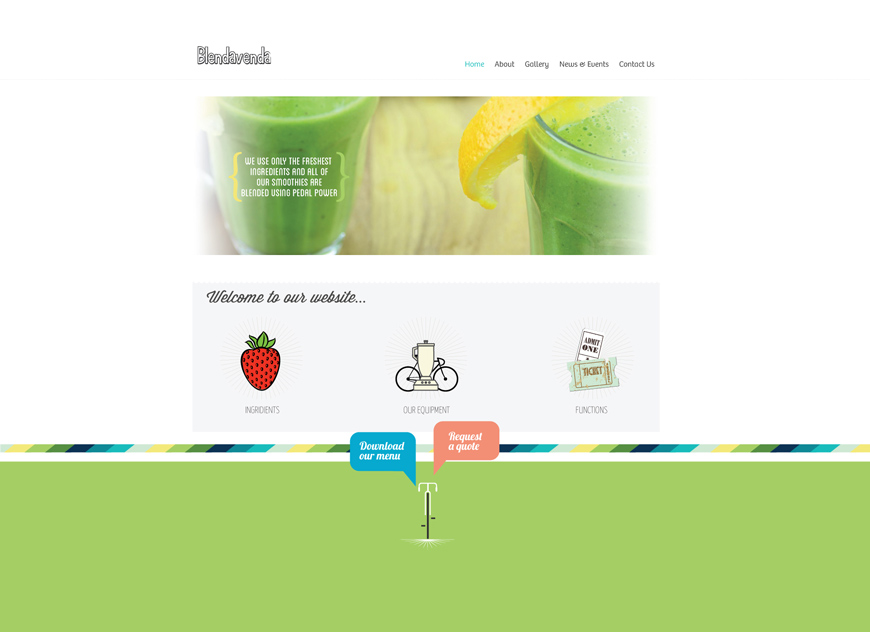 Blendavenda
Home About Gallery News & Events Contact Us
WE USE ONLY THE FRESHEST
INGREDIENTS AND ALL OF
OUR SMOOTHIES ARE
BLENDED USING PEDAL POWER
Welcome to our website...
ADMIT
ONE
TICKET
INGRIDIENTS
OUR EQUIPMENT
FUNCTIONS
Download
our menu
Request
a quote